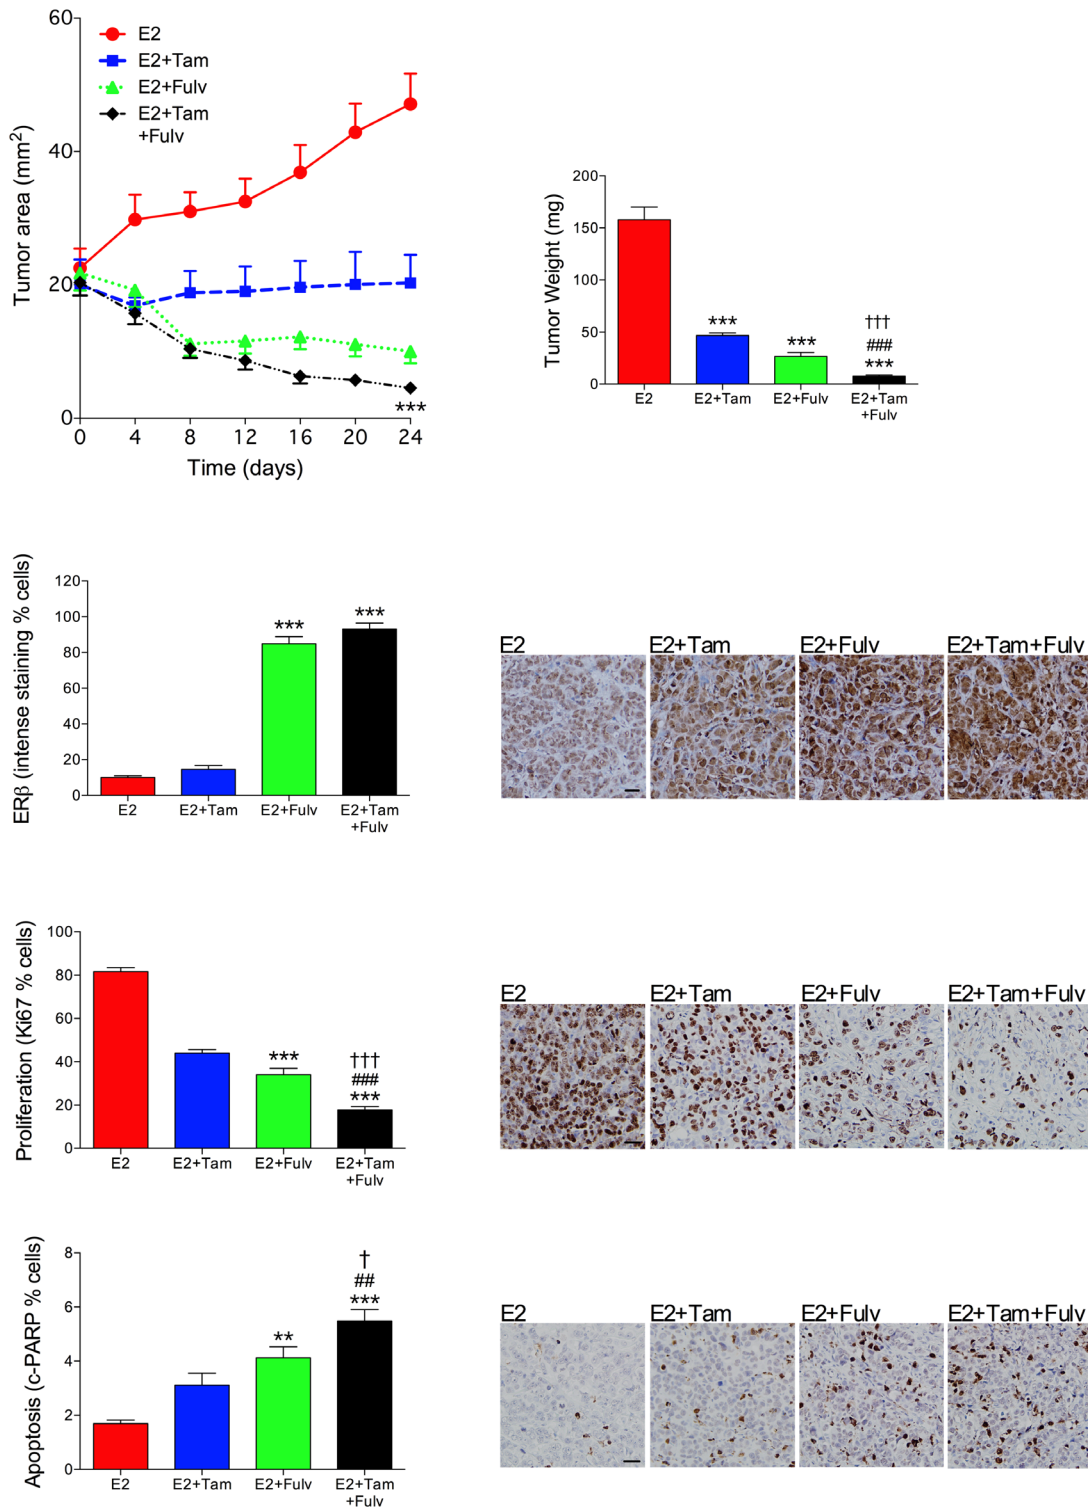 60
40
20
0
Tumor area (mm²)
E2
E2+Tam
E2+Fulv
E2+Tam
+Fulv
***
0 4 8 12 16 20 24
Time (days)
200
150
100
50
0
Tumor Weight (mg)
***
***
†††
###
***
E2
E2+Tam
E2+Fulv
E2+Tam
+Fulv
120
100
80
60
40
20
0
ERβ (intense staining % cells)
***
***
E2
E2+Tam
E2+Fulv
E2+Tam
+Fulv
E2
E2+Tam
E2+Fulv
E2+Tam+Fulv
100
80
60
40
20
0
Proliferation (Ki67 % cells)
***
†††
###
***
E2
E2+Tam
E2+Fulv
E2+Tam
+Fulv
E2
E2+Tam
E2+Fulv
E2+Tam+Fulv
8
6
4
2
0
Apoptosis (c-PARP % cells)
**
†
##
***
E2
E2+Tam
E2+Fulv
E2+Tam
+Fulv
E2
E2+Tam
E2+Fulv
E2+Tam+Fulv